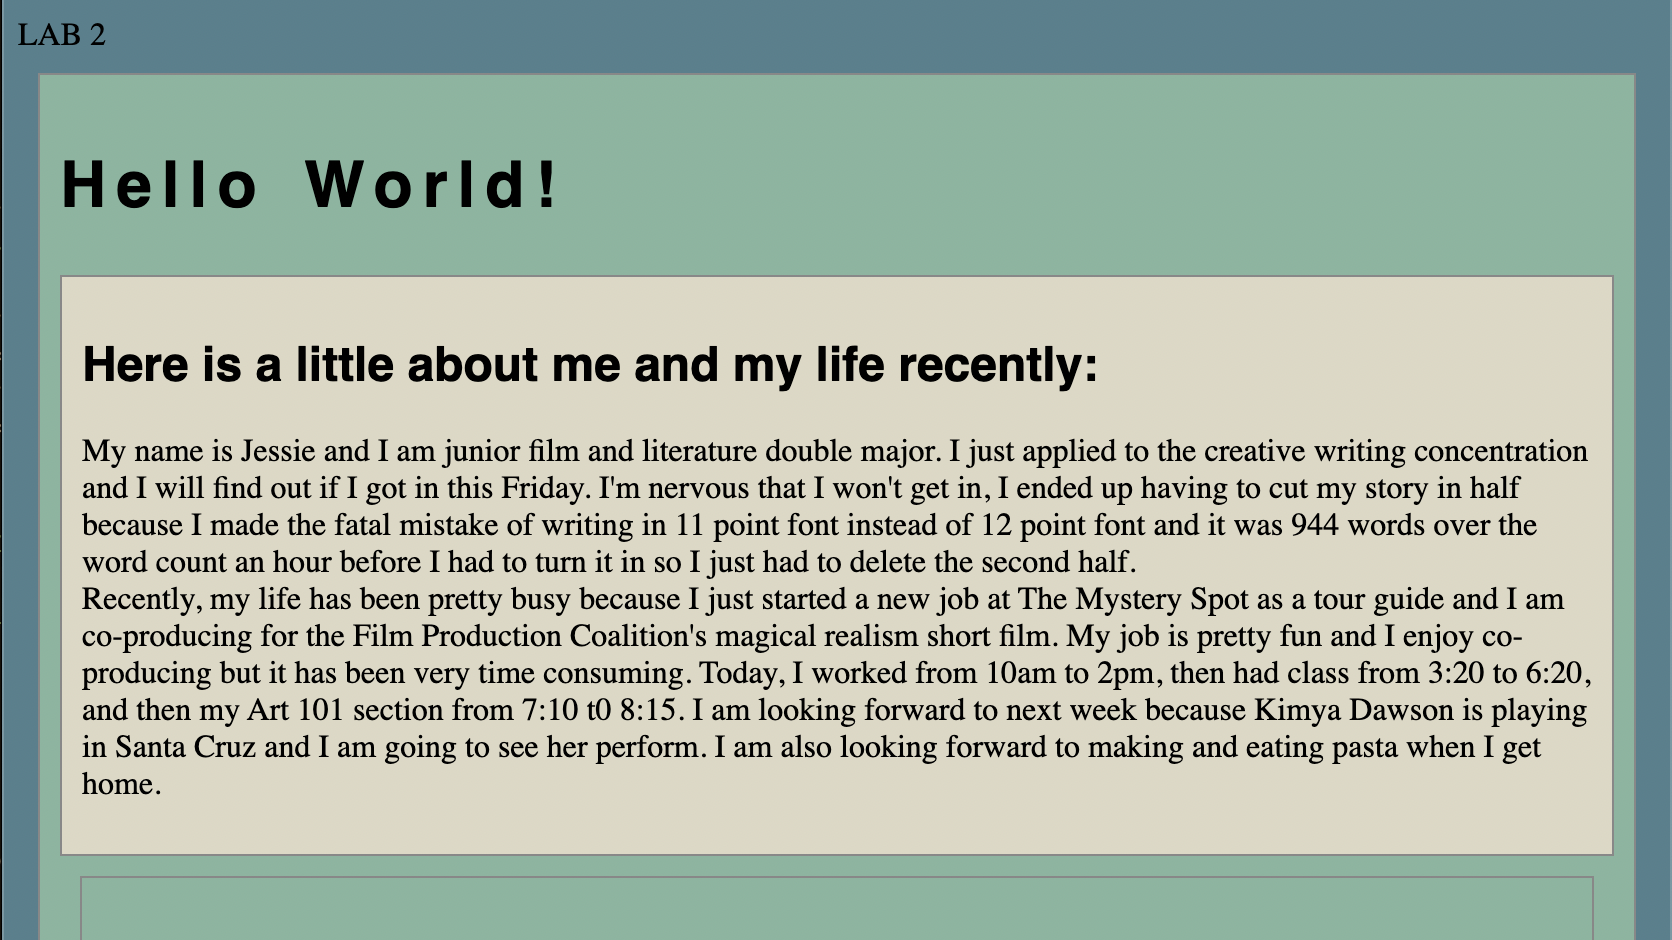 LAB 2
Hello World!
Here is a little about me and my life recently:
My name is Jessie and I am junior film and literature double major. I just applied to the creative writing concentration
and I will find out if I got in this Friday. I'm nervous that I won't get in, I ended up having to cut my story in half
because I made the fatal mistake of writing in 11 point font instead of 12 point font and it was 944 words over the
word count an hour before I had to turn it in so I just had to delete the second half.
Recently, my life has been pretty busy because I just started a new job at The Mystery Spot as a tour guide and I am
co-producing for the Film Production Coalition's magical realism short film. My job is pretty fun and I enjoy co-
producing but it has been very time consuming. Today, I worked from 10am to 2pm, then had class from 3:20 to 6:20,
and then my Art 101 section from 7:10 t0 8:15. I am looking forward to next week because Kimya Dawson is playing
in Santa Cruz and I am going to see her perform. I am also looking forward to making and eating pasta when I get
home.